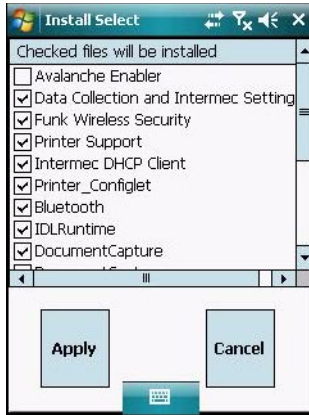 Install Select
Checked files will be installed
Avalanche Enabler
Data Collection and Intermec Setting
Funk Wireless Security
Printer Support
Intermec DHCP Client
Printer_Configlet
Bluetooth
IDLRuntime
DocumentCapture
Apply
Cancel